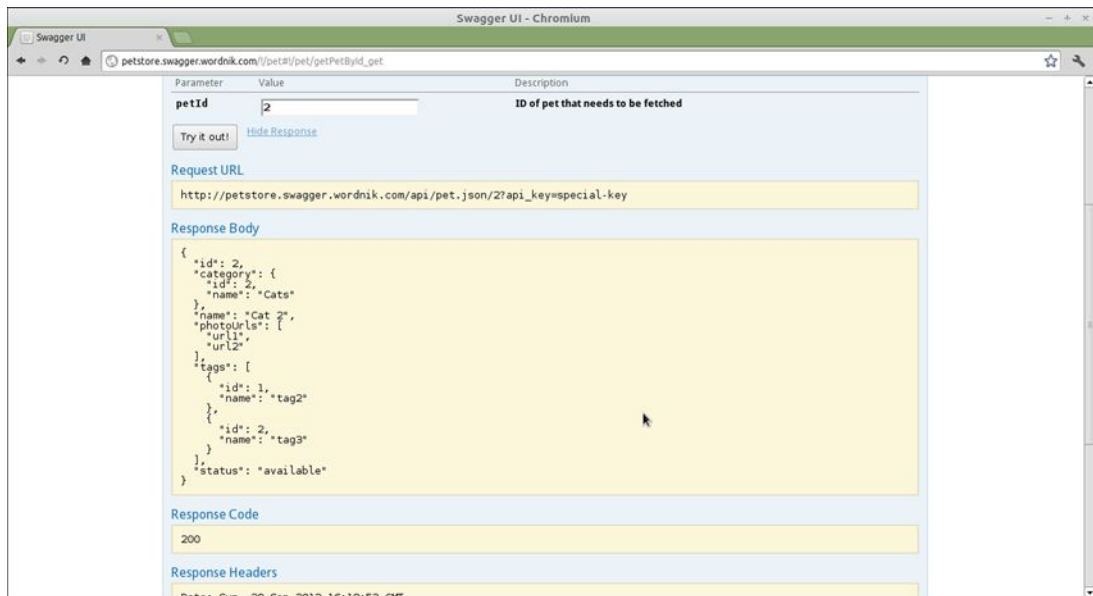 Swagger UI - Chromium
Swagger UI
petstore.swagger.wordnik.com/!/pet#!/pet/getPetById_get
Parameter Value Description
petId 2 ID of pet that needs to be fetched
Try it out! Hide Response
Request URL
http://petstore.swagger.wordnik.com/api/pet.json/2?api_key=special-key
Response Body
{
"id": 2,
"category": {
"id": 2,
"name": "Cats"
},
"name": "Cat 2",
"photoUrls": [
"url1",
"url2"
],
"tags": [
{
"id": 1,
"name": "tag2"
},
{
"id": 2,
"name": "tag3"
}
],
"status": "available"
}
Response Code
200
Response Headers